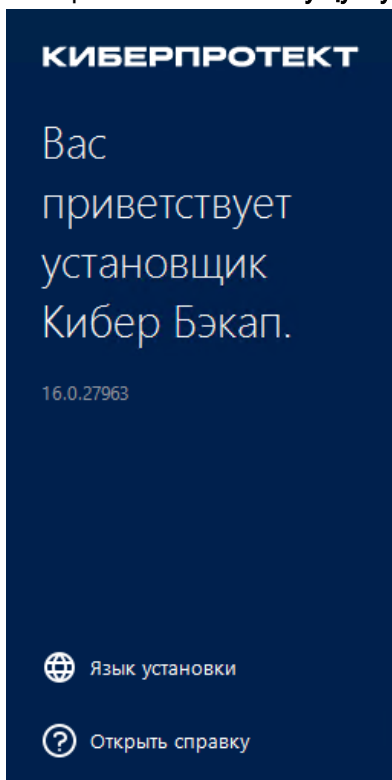 КИБЕРПРОТЕКТ
Вас
приветствует
установщик
Кибер Бэкап.
16.0.27963
Язык установки
Открыть справку